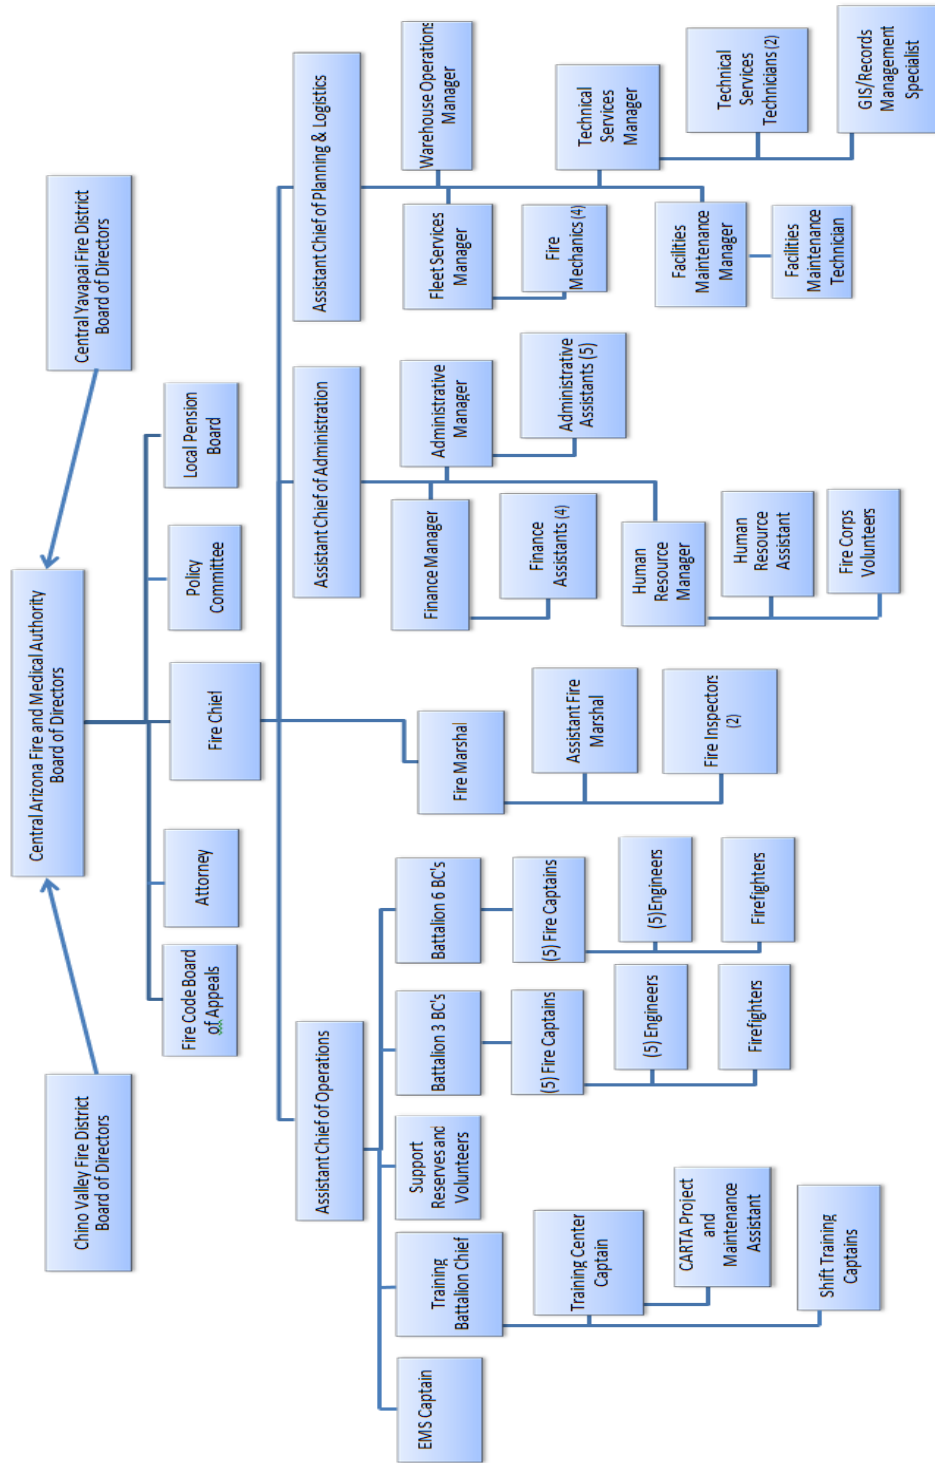 Central Arizona Fire and Medical Authority
Board of Directors
Chino Valley Fire District
Board of Directors
Central Yavapai Fire District
Board of Directors
Fire Code Board
of Appeals
Attorney
Fire Chief
Policy
Committee
Local Pension
Board
Assistant Chief of Operations
Assistant Chief of Administration
Assistant Chief of Planning & Logistics
EMS Captain
Training
Battalion Chief
Support
Reserves and
Volunteers
Battalion 3 BC's
Battalion 6 BC's
Training Center
Captain
CARTA Project
and
Maintenance
Assistant
Shift Training
Captains
(5) Fire Captains
(5) Engineers
Firefighters
(5) Fire Captains
(5) Engineers
Firefighters
Fire Marshal
Assistant Fire
Marshal
Fire Inspectors
(2)
Finance Manager
Finance
Assistants (4)
Administrative
Manager
Administrative
Assistants (5)
Human
Resource
Manager
Human
Resource
Assistant
Fire Corps
Volunteers
Fleet Services
Manager
Fire
Mechanics (4)
Warehouse Operations
Manager
Technical
Services
Manager
Technical
Services
Technicians (2)
GIS/Records
Management
Specialist
Facilities
Maintenance
Manager
Facilities
Maintenance
Technician